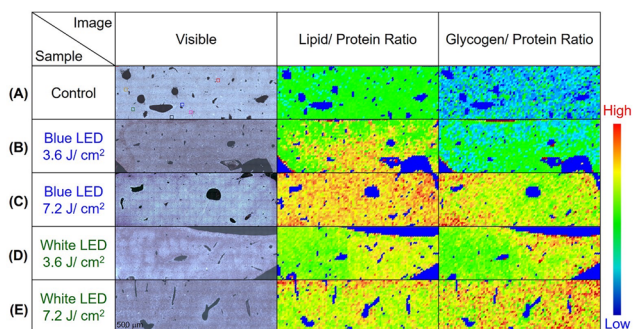 Image
Sample
Visible
Lipid/ Protein Ratio
Glycogen/ Protein Ratio
(A)
Control
(B)
Blue LED
3.6 J/ cm²
(C)
Blue LED
7.2 J/ cm²
(D)
White LED
3.6 J/ cm²
(E)
White LED
7.2 J/ cm²
500 μm
High
Low